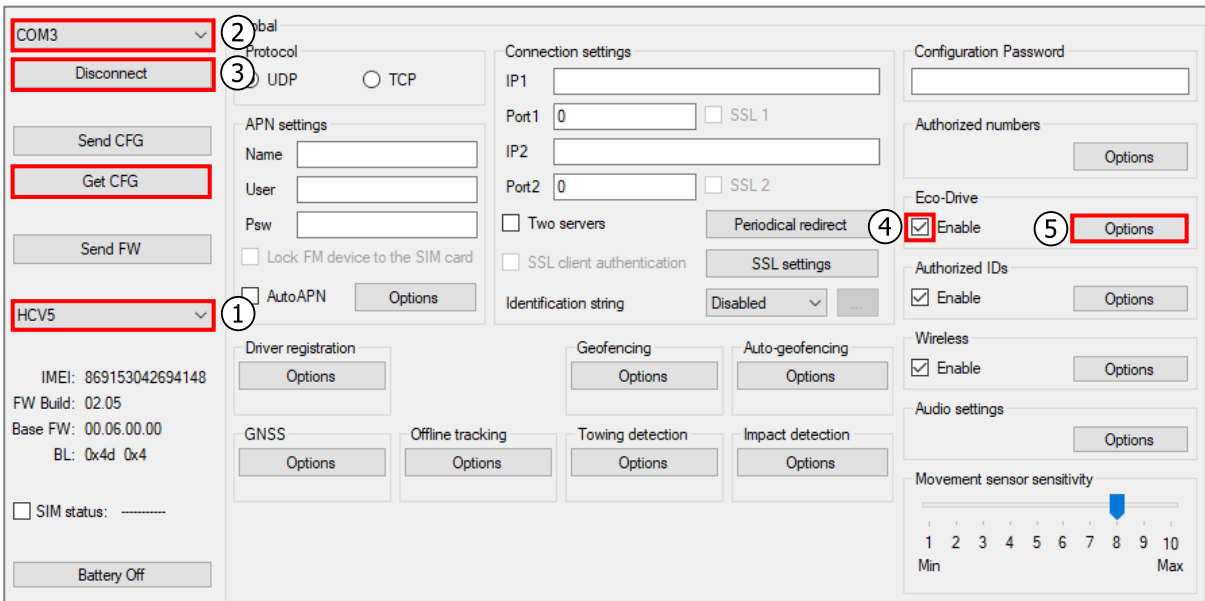 COM3
②
Disconnect
③
Send CFG
Get CFG
Send FW
HCV5
①
IMEI: 869153042694148
FW Build: 02.05
Base FW: 00.06.00.00
BL: 0x4d 0x4
SIM status: -----------
Battery Off
Protocol
UDP
TCP
APN settings
Name
User
Psw
Lock FM device to the SIM card
AutoAPN
Options
Connection settings
IP1
Port1 0
SSL 1
IP2
Port2 0
SSL 2
Two servers
Periodical redirect
SSL client authentication
SSL settings
Identification string
Disabled
...
Driver registration
Options
Geofencing
Options
Auto-geofencing
Options
GNSS
Options
Offline tracking
Options
Towing detection
Options
Impact detection
Options
Configuration Password
Authorized numbers
Options
Eco-Drive
④
Enable
⑤
Options
Authorized IDs
Enable
Options
Wireless
Enable
Options
Audio settings
Options
Movement sensor sensitivity
1 2 3 4 5 6 7 8 9 10
Min Max